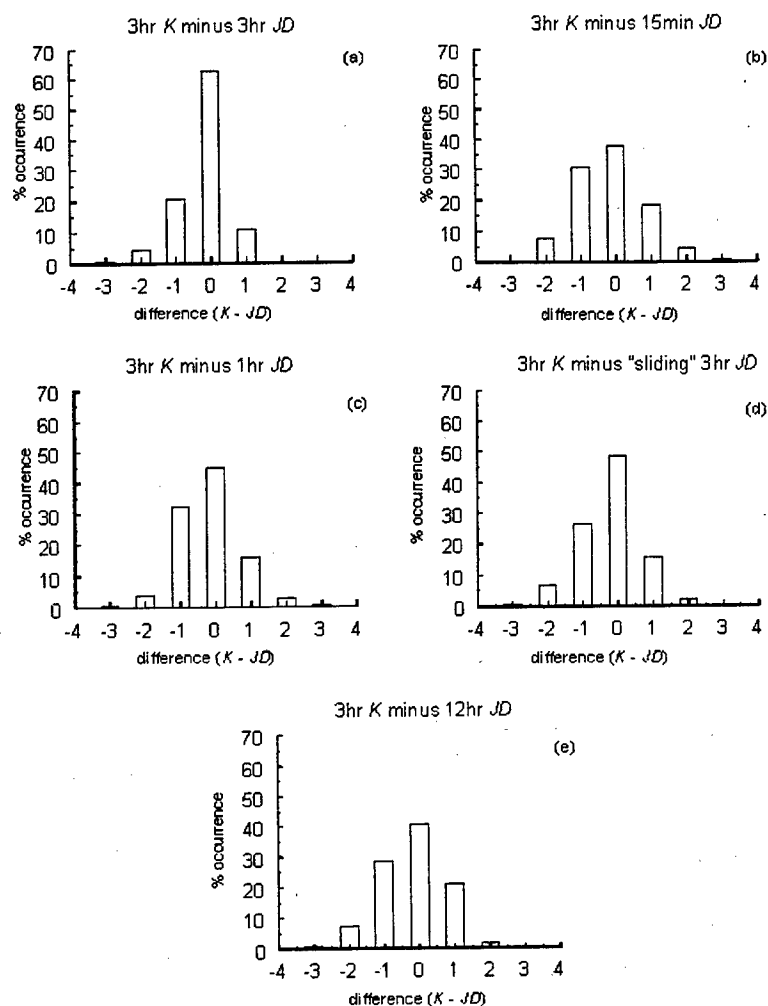 3hr K minus 3hr JD
(a)
70
60
50
40
30
20
10
0
% occurrence
-4 -3 -2 -1 0 1 2 3 4
difference (K - JD)
3hr K minus 15min JD
(b)
70
60
50
40
30
20
10
0
% occurrence
-4 -3 -2 -1 0 1 2 3 4
difference (K - JD)
3hr K minus 1hr JD
(c)
70
60
50
40
30
20
10
0
% occurrence
-4 -3 -2 -1 0 1 2 3 4
difference (K - JD)
3hr K minus "sliding" 3hr JD
(d)
70
60
50
40
30
20
10
0
% occurrence
-4 -3 -2 -1 0 1 2 3 4
difference (K - JD)
3hr K minus 12hr JD
(e)
70
60
50
40
30
20
10
0
% occurrence
-4 -3 -2 -1 0 1 2 3 4
difference (K - JD)